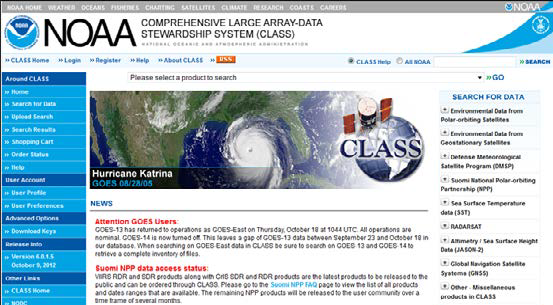 NOAA HOME WEATHER OCEANS FISHERIES CHARTING SATELLITES CLIMATE RESEARCH COASTS CAREERS
NOAA
NOAA
COMPREHENSIVE LARGE ARRAY-DATA
STEWARDSHIP SYSTEM (CLASS)
NATIONAL OCEANIC AND ATMOSPHERIC ADMINISTRATION
SEARCH
» CLASS Home » Login » Register » Help » About CLASS » RSS
CLASS Help All NOAA »SEARCH
Please select a product to search »GO
Around CLASS
» Home
» Search for Data
» Upload Search
» Search Results
» Shopping Cart
» Order Status
» Help
User Account
» User Profile
» User Preferences
Advanced Options
» Download Keys
Release Info
Version 6.0.1.5
October 9, 2012
Other Links
» CLASS Home
» NGDC
Hurricane Katrina
GOES 08/28/05
CLASS
NEWS
Attention GOES Users:
GOES-13 has returned to operations as GOES-East on Thursday, October 18 at 1044 UTC. All operations are
nominal. GOES-14 is now turned off. This leaves a gap of GOES-13 data between September 23 and October 18 in
our database. When searching on GOES-East data in CLASS be sure to search on GOES-13 and GOES-14 to
retrieve a complete inventory of files.
Suomi NPP data access status:
VIIRS RDR and SDR products along with CrIS SDR and RDR products are the latest products to be released to the
public and can be ordered through CLASS. Please go to the Suomi NPP FAQ page to view the list of all products
and dates ranges that are available. The remaining NPP products will be released to the user community over a
time frame of several months.
SEARCH FOR DATA
Environmental Data from
Polar-orbiting Satellites
Environmental Data from
Geostationary Satellites
Defense Meteorological
Satellite Program (DMSP)
Suomi National Polar-orbiting
Partnership (NPP)
Sea Surface Temperature
data (SST)
RADARSAT
Altimetry / Sea Surface Height
Data (JASON-2)
Global Navigation Satellite
Systems (GNSS)
Other - Miscellaneous
products in CLASS